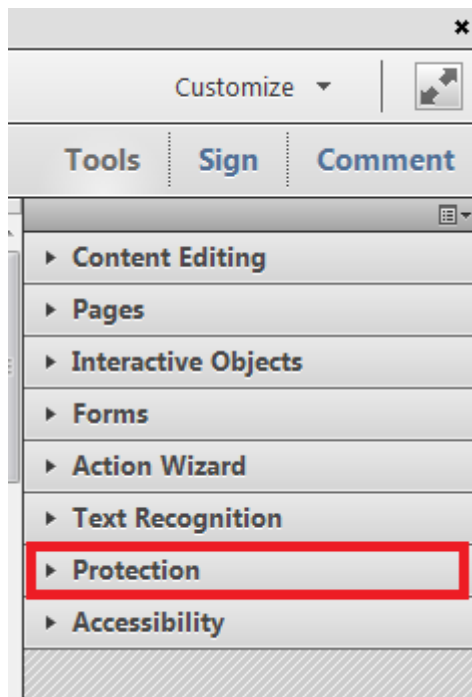 Customize
Tools Sign Comment
Content Editing
Pages
Interactive Objects
Forms
Action Wizard
Text Recognition
Protection
Accessibility